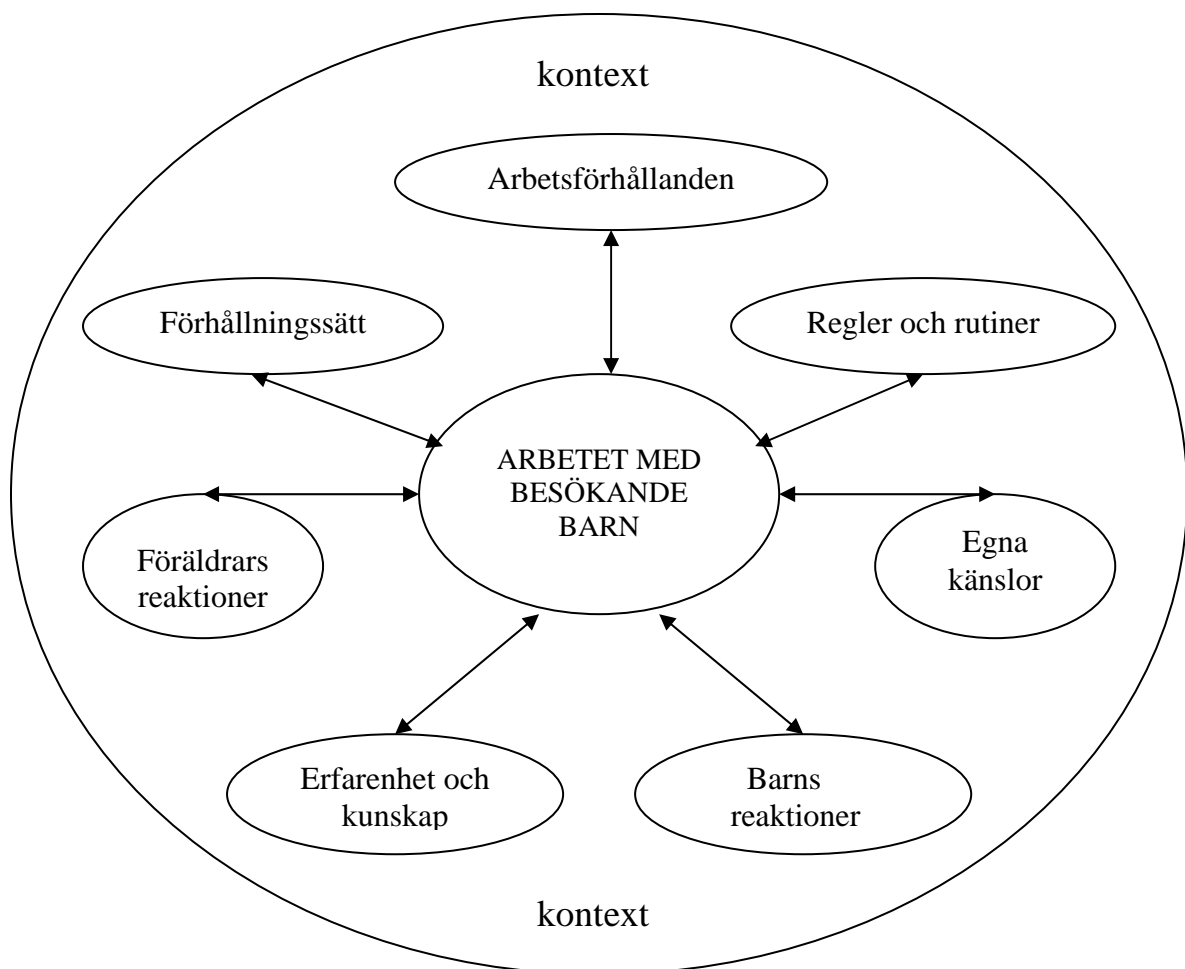 kontext
Arbetsförhållanden
Förhållningssätt
Regler och rutiner
ARBETET MED
BESÖKANDE
BARN
Föräldrars
reaktioner
Egna
känslor
Erfarenhet och
kunskap
Barns
reaktioner
kontext